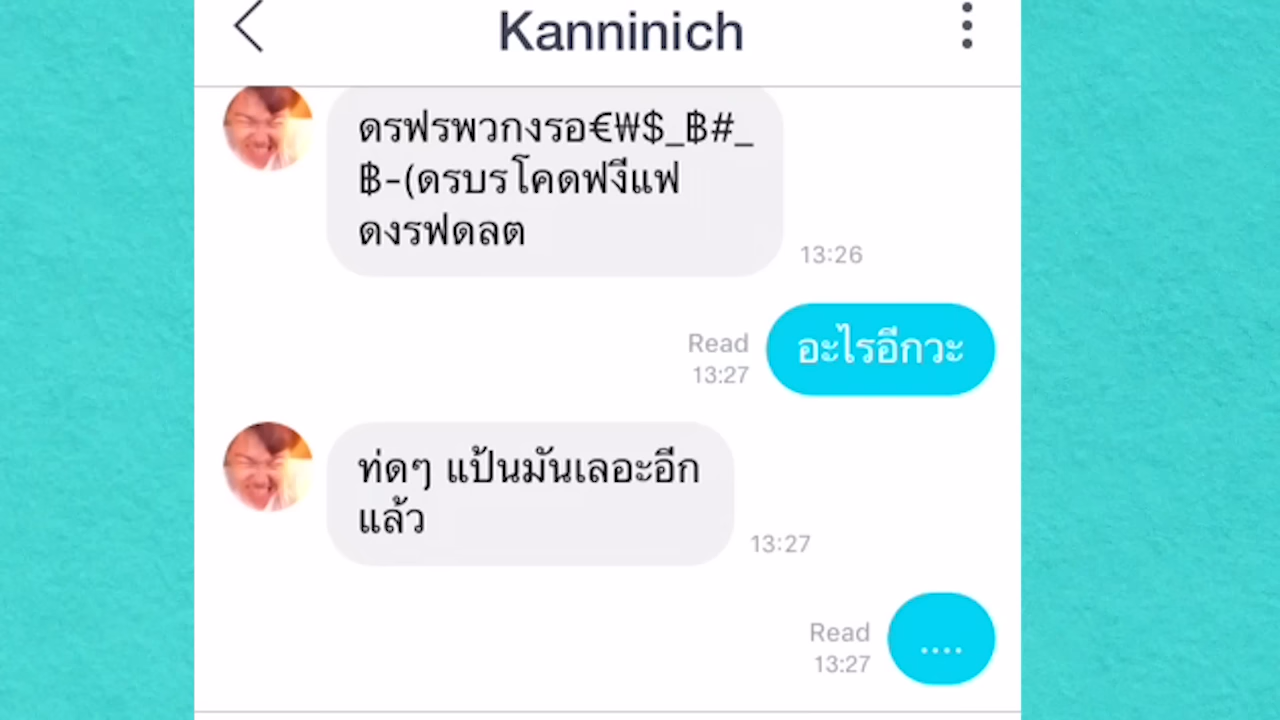 Kanninich
ดรฟรพวกงรอ€₩$_฿#_
฿-(ดรบรโคดฟงีแฟ
ดงรฟดลต
13:26
Read
13:27
อะไรอีกวะ
ท่ดๆ แป้นมันเลอะอีก
แล้ว
13:27
Read
13:27
....